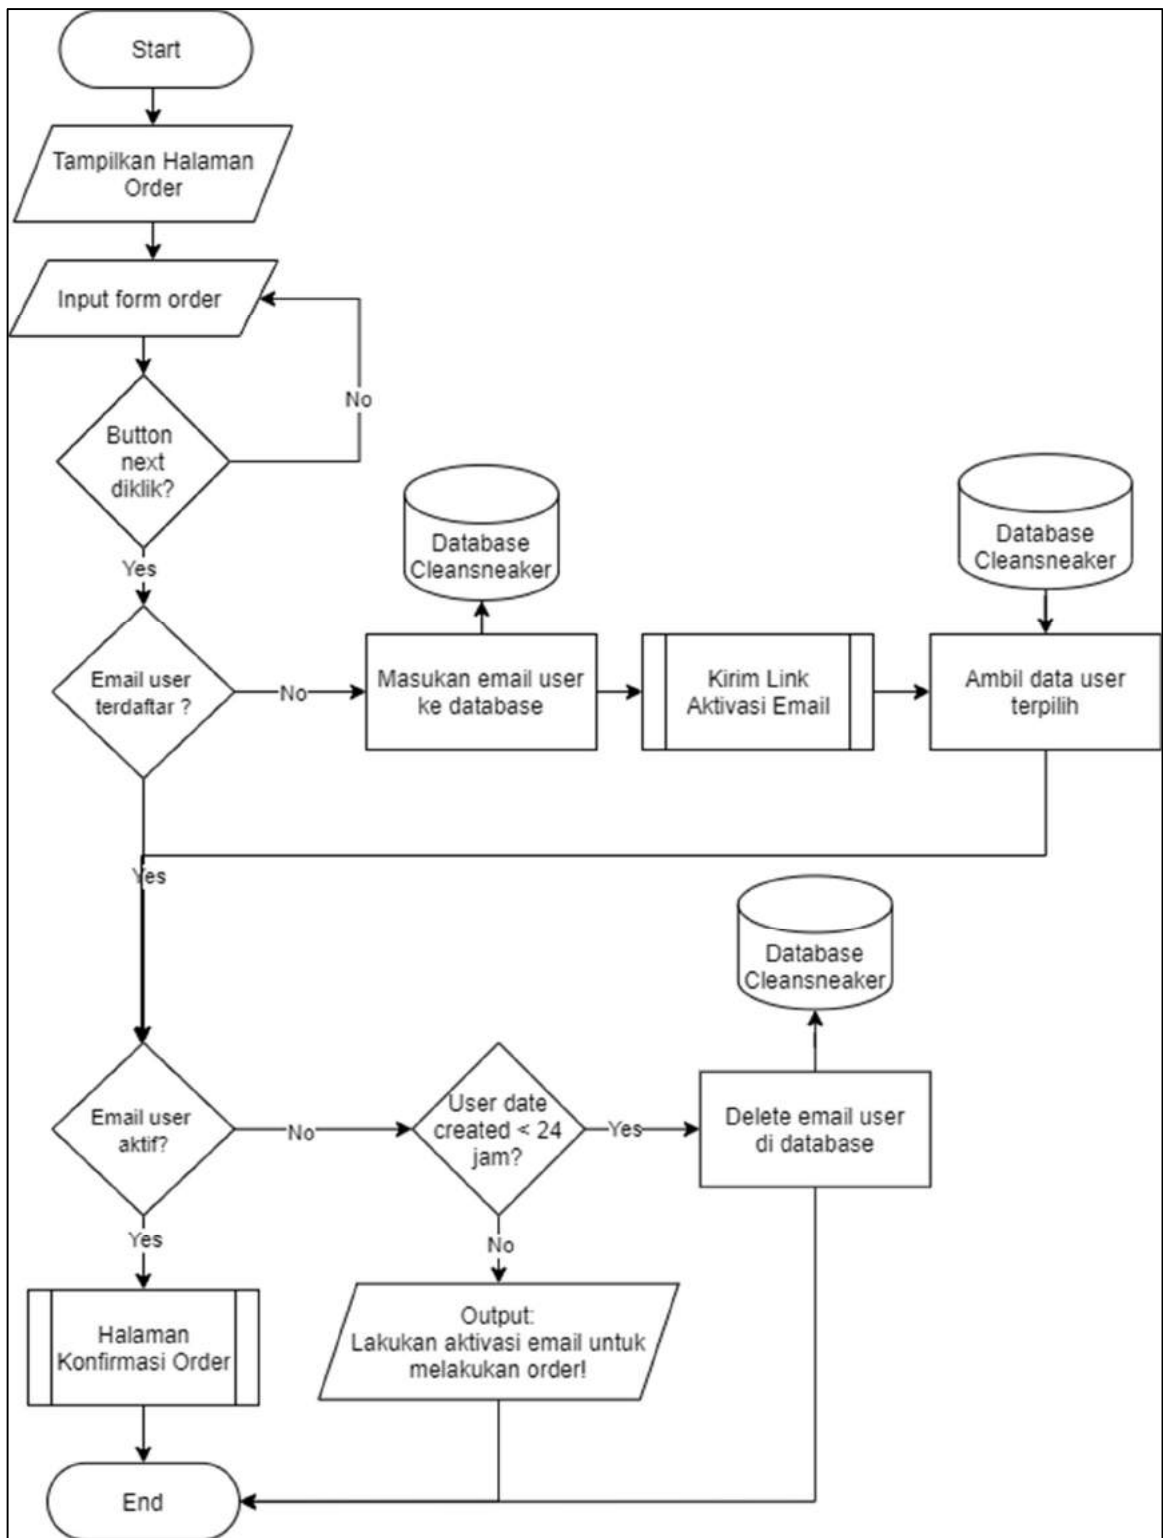 Start
Tampilkan Halaman
Order
Input form order
No
Button
next
diklik?
Yes
Database
Cleansneaker
Database
Cleansneaker
Email user
terdaftar ?
No
Masukan email user
ke database
Kirim Link
Aktivasi Email
Ambil data user
terpilih
Yes
Database
Cleansneaker
Email user
aktif?
No
User date
created < 24
jam?
Yes
Delete email user
di database
Yes
No
Halaman
Konfirmasi Order
Output:
Lakukan aktivasi email untuk
melakukan order!
End